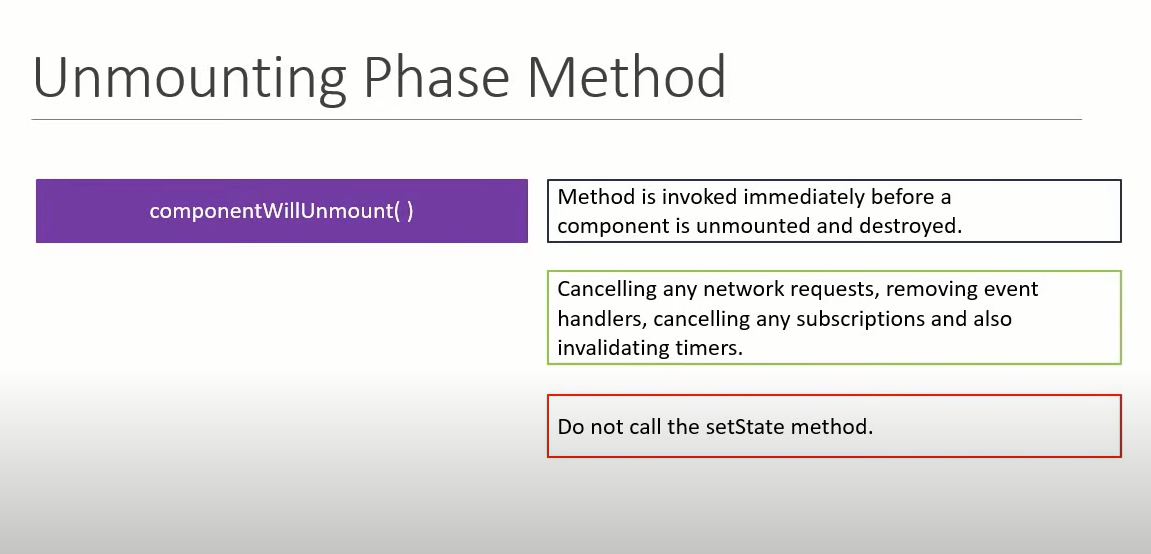 Unmounting Phase Method
componentWillUnmount( )
Method is invoked immediately before a
component is unmounted and destroyed.
Cancelling any network requests, removing event
handlers, cancelling any subscriptions and also
invalidating timers.
Do not call the setState method.